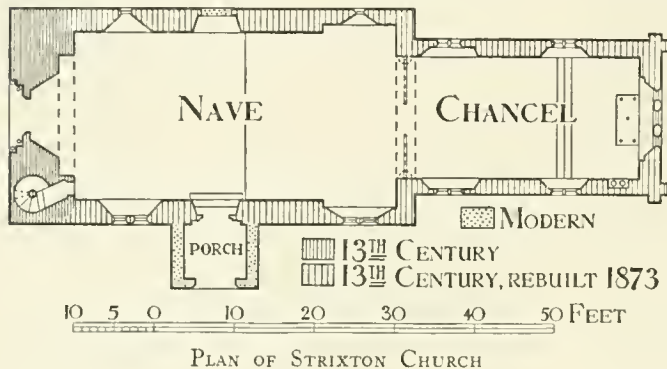 NAVE
CHANCEL
PORCH
MODERN
13TH CENTURY
13TH CENTURY, REBUILT 1873
10 5 0 10 20 30 40 50 FEET
PLAN OF STRIXTON CHURCH